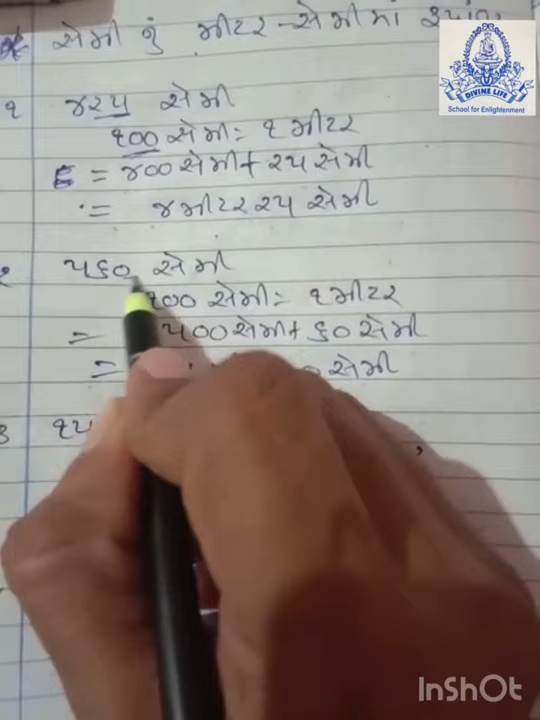 સેમી નું મીટર-સેમીમાં
DIVINE LIFE
School for Enlightenment
૧ ૪૨૫ સેમી
૧૦૦ સેમી = ૧ મીટર
= ૪૦૦ સેમી + ૨૫ સેમી
= ૪ મીટર ૨૫ સેમી
૨ ૫૬૦ સેમી
૧૦૦ સેમી = ૧ મીટર
= ૫૦૦ સેમી + ૬૦ સેમી
= સેમી
૩ ૧૫
InShOt